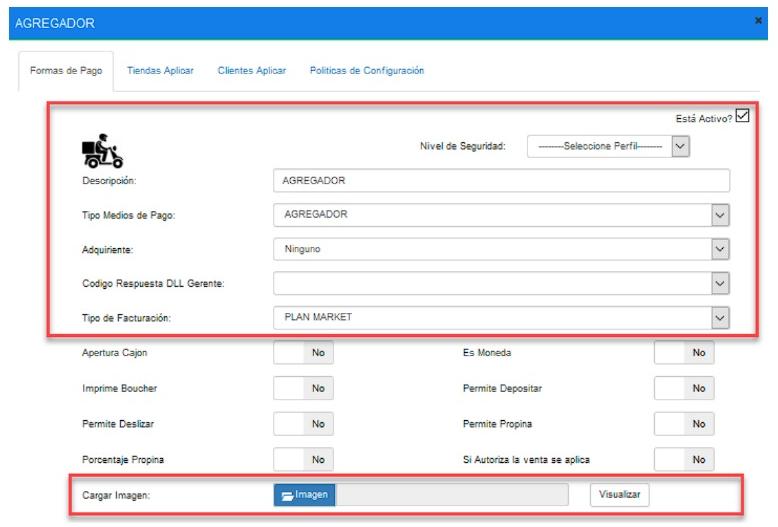 AGREGADOR
Formas de Pago Tiendas Aplicar Clientes Aplicar Políticas de Configuración
Está Activo?
Nivel de Seguridad: --------Seleccione Perfil--------
Descripción: AGREGADOR
Tipo Medios de Pago: AGREGADOR
Adquiriente: Ninguno
Codigo Respuesta DLL Gerente:
Tipo de Facturación: PLAN MARKET
Apertura Cajon No Es Moneda No
Imprime Boucher No Permite Depositar No
Permite Deslizar No Permite Propina No
Porcentaje Propina No Si Autoriza la venta se aplica No
Cargar Imagen: Imagen Visualizar